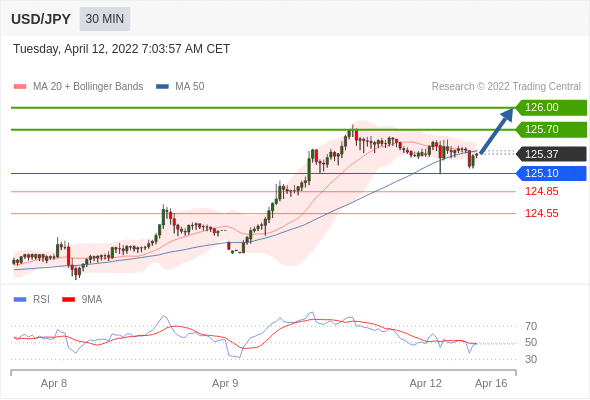 USD/JPY 30 MIN
Tuesday, April 12, 2022 7:03:57 AM CET
MA 20 + Bollinger Bands MA 50 Research © 2022 Trading Central
126.00
125.70
125.37
125.10
124.85
124.55
RSI 9MA
70
50
30
Apr 8 Apr 9 Apr 12 Apr 16